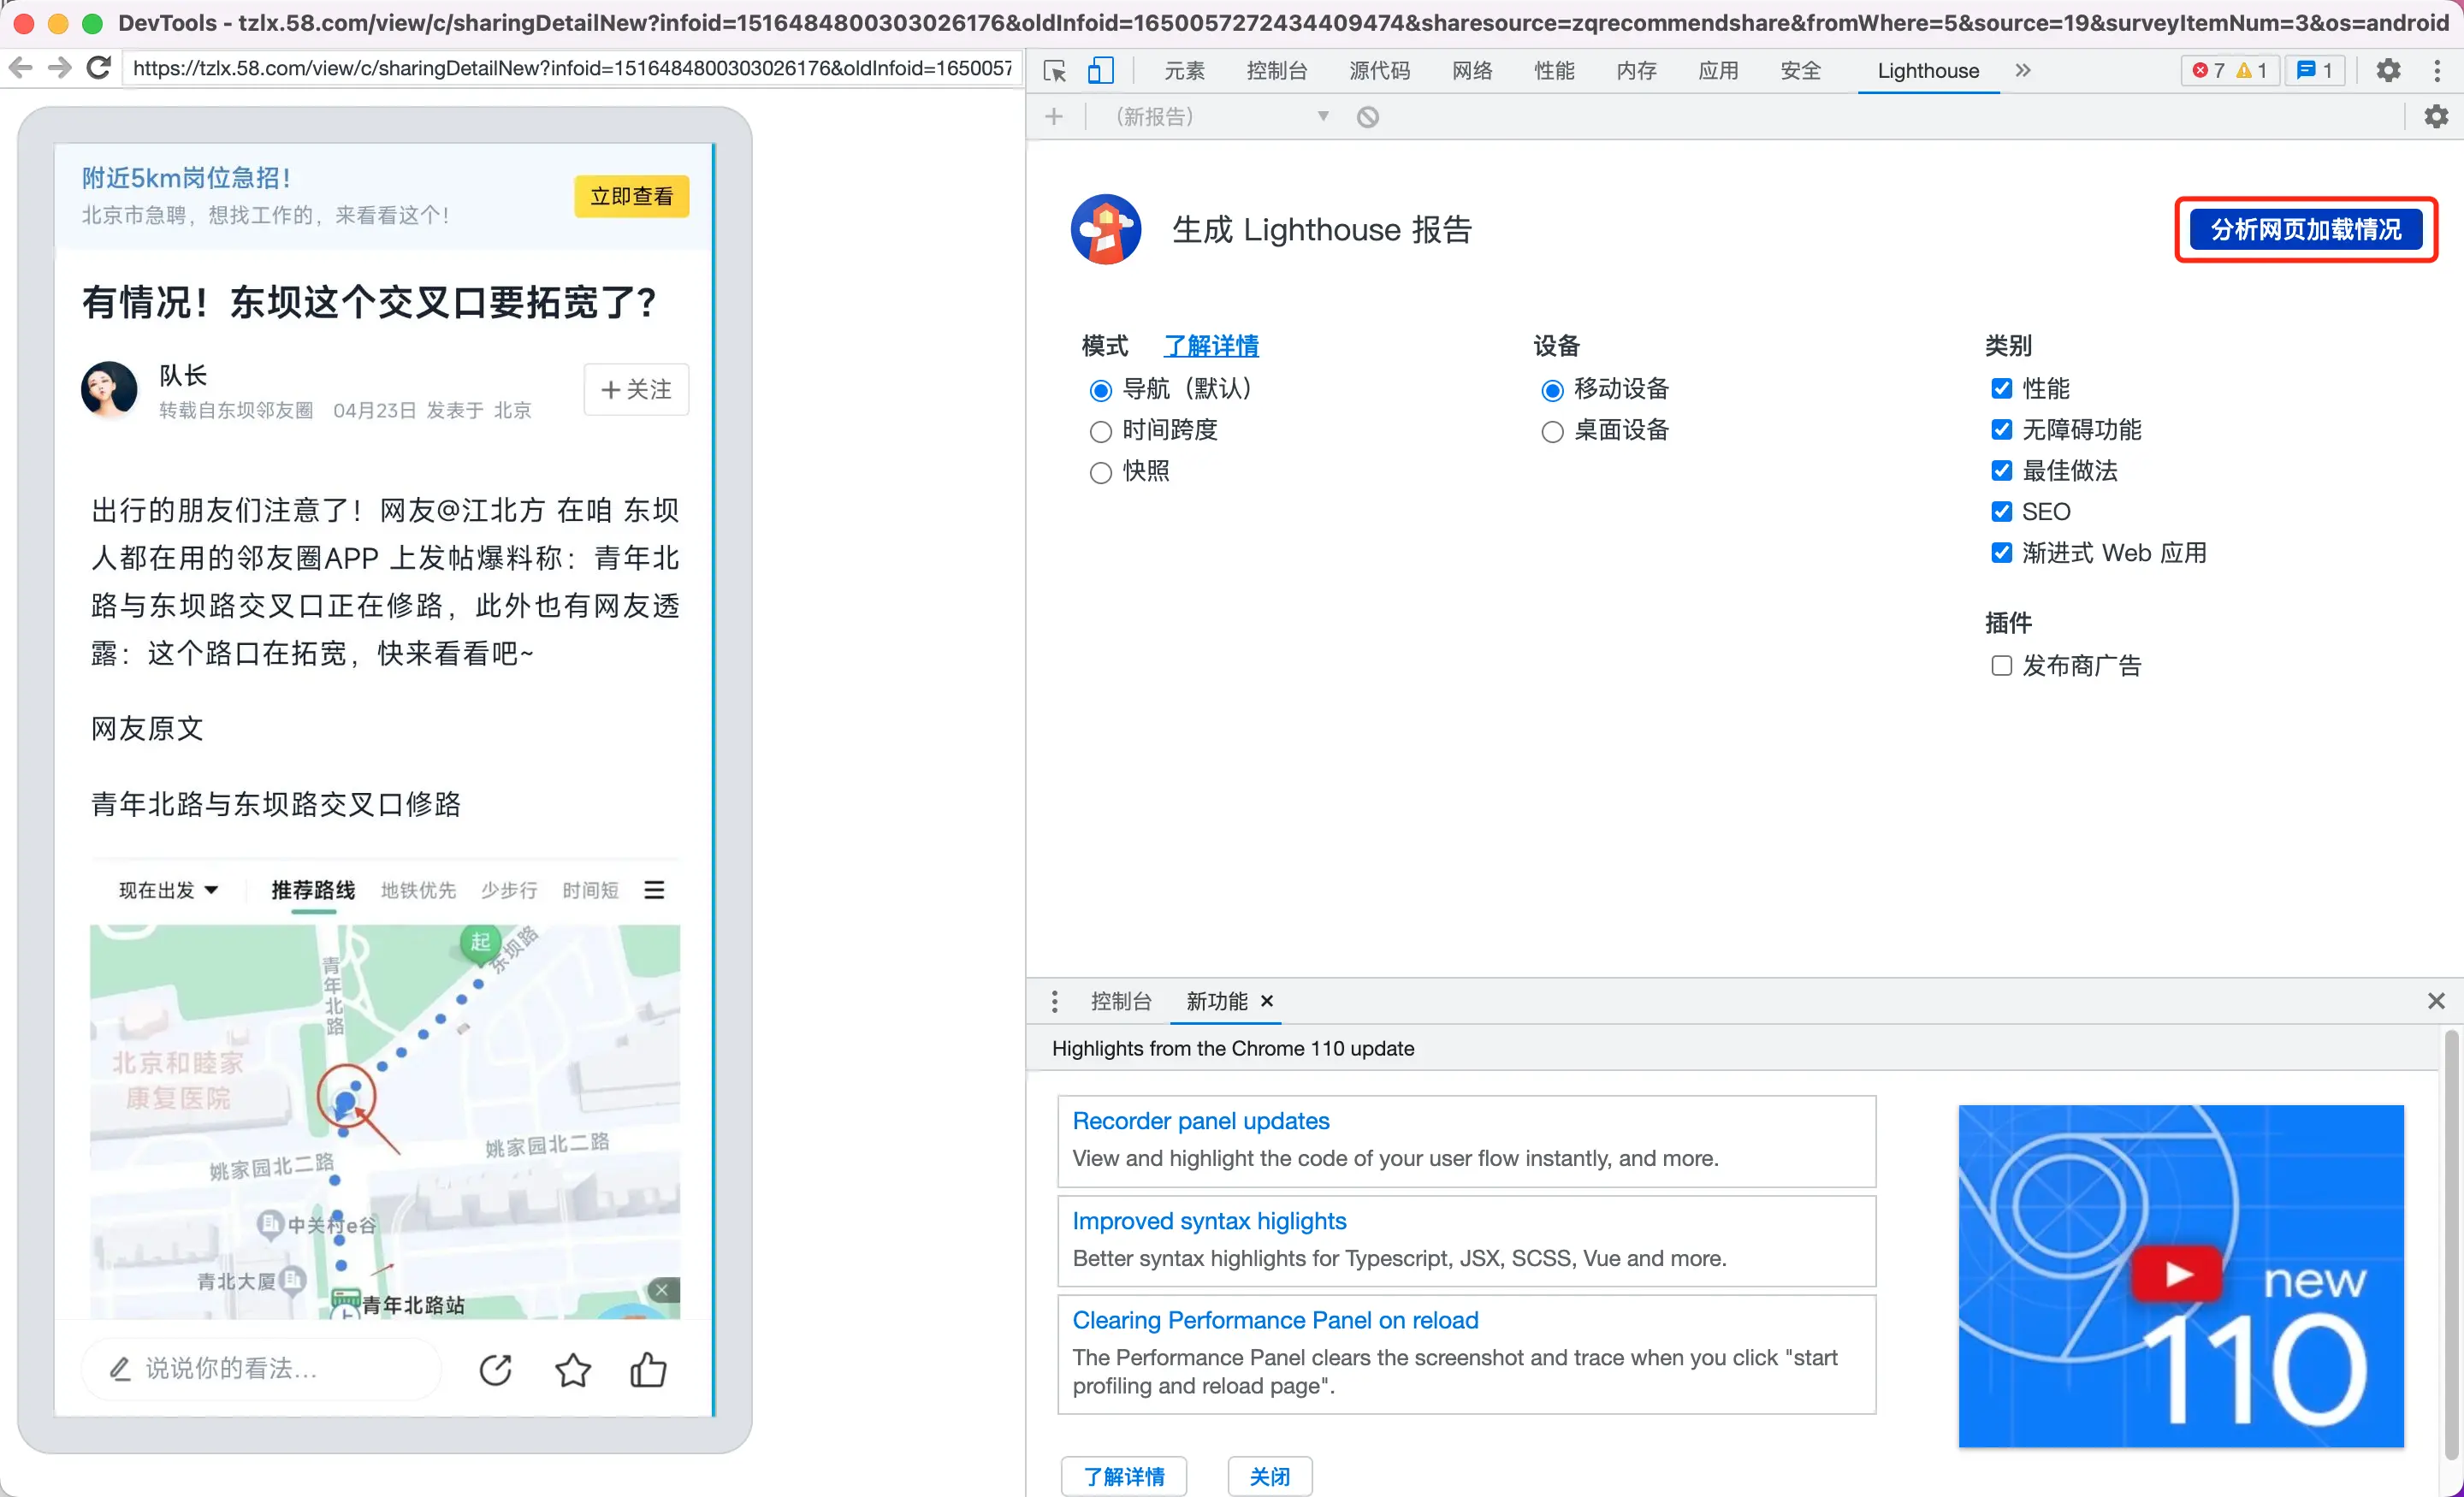 DevTools - tzlx.58.com/view/c/sharingDetailNew?infoid=1516484800303026176&oldInfoid=1650057272434409474&sharesource=zqrecommendshare&fromWhere=5&source=19&surveyItemNum=3&os=android
https://tzlx.58.com/view/c/sharingDetailNew?infoid=1516484800303026176&oldInfoid=1650057
元素 控制台 源代码 网络 性能 内存 应用 安全 Lighthouse » 7 1 1
(新报告)
附近5km岗位急招！
北京市急聘，想找工作的，来看看这个！
立即查看
有情况！东坝这个交叉口要拓宽了？
队长
转载自东坝邻友圈 04月23日 发表于 北京
＋关注
出行的朋友们注意了！网友@江北方 在咱 东坝
人都在用的邻友圈APP 上发帖爆料称：青年北
路与东坝路交叉口正在修路，此外也有网友透
露：这个路口在拓宽，快来看看吧~
网友原文
青年北路与东坝路交叉口修路
现在出发 推荐路线 地铁优先 少步行 时间短
起
东坝路
青年北路
北京和睦家
康复医院
姚家园北二路
姚家园北二路
中关村e谷
青北大厦
青年北路站
上
说说你的看法...
生成 Lighthouse 报告
分析网页加载情况
模式 了解详情
导航（默认）
时间跨度
快照
设备
移动设备
桌面设备
类别
性能
无障碍功能
最佳做法
SEO
渐进式 Web 应用
插件
发布商广告
控制台 新功能
Highlights from the Chrome 110 update
Recorder panel updates
View and highlight the code of your user flow instantly, and more.
Improved syntax higlights
Better syntax highlights for Typescript, JSX, SCSS, Vue and more.
Clearing Performance Panel on reload
The Performance Panel clears the screenshot and trace when you click "start
profiling and reload page".
new
110
了解详情 关闭